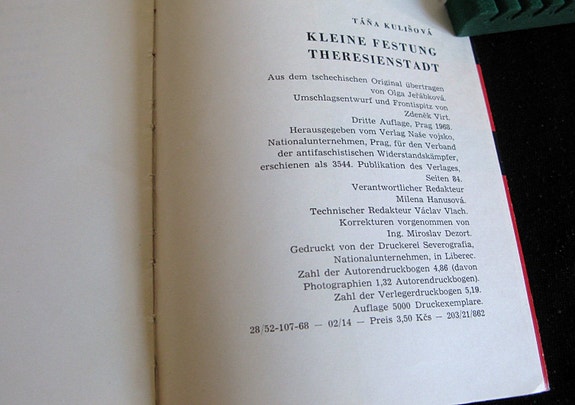 TÁŇA KULIŠOVÁ
KLEINE FESTUNG
THERESIENSTADT
Aus dem tschechischen Original übertragen
von Olga Jeřábková.
Umschlagsentwurf und Frontispitz von
Zdeněk Virt.
Dritte Auflage, Prag 1968.
Herausgegeben vom Verlag Naše vojsko,
Nationalunternehmen, Prag, für den Verband
der antifaschistischen Widerstandskämpfer,
erschienen als 3544. Publikation des Verlages,
Seiten 84.
Verantwortlicher Redakteur
Milena Hanusová.
Technischer Redakteur Václav Vlach.
Korrekturen vorgenommen von
Ing. Miroslav Dezort.
Gedruckt von der Druckerei Severografia,
Nationalunternehmen, in Liberec.
Zahl der Autorendruckbogen 4,86 (davon
Photographien 1,32 Autorendruckbogen).
Zahl der Verlegerdruckbogen 5,19.
Auflage 5000 Druckexemplare.
28/52-107-68 — 02/14 — Preis 3,50 Kčs — 203/21/862